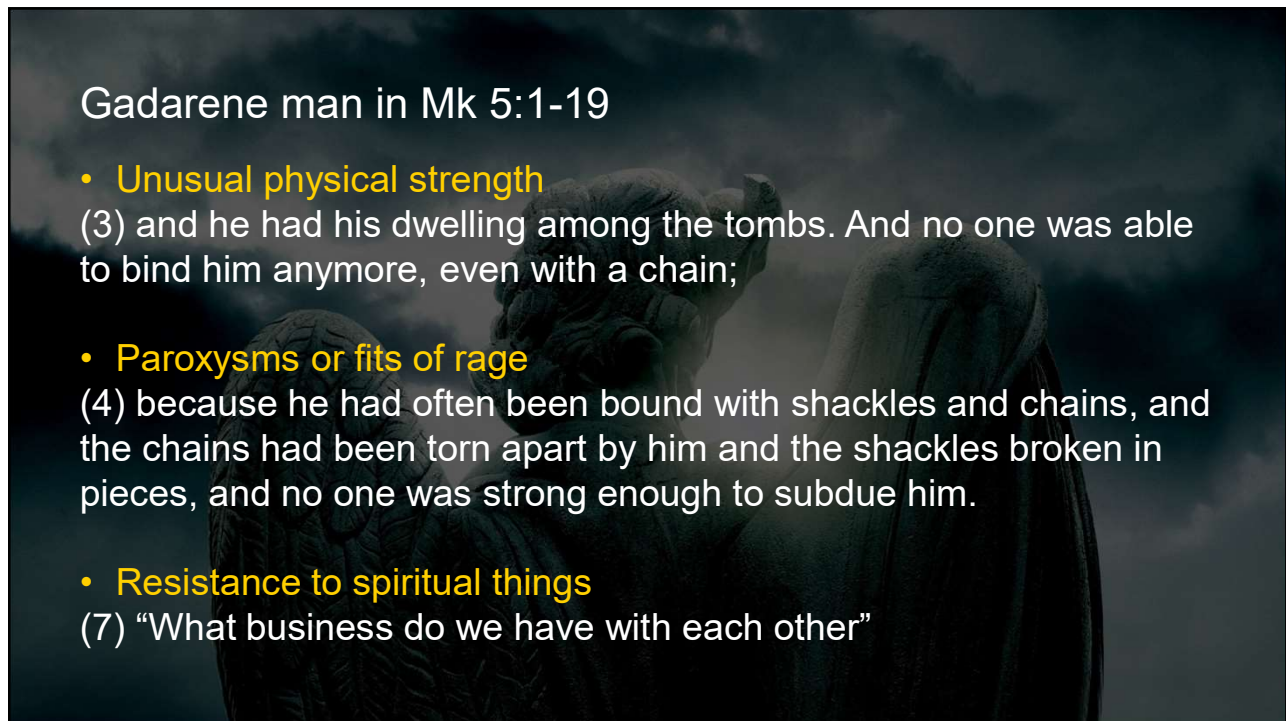 Gadarene man in Mk 5:1-19
• Unusual physical strength
(3) and he had his dwelling among the tombs. And no one was able
to bind him anymore, even with a chain;
• Paroxysms or fits of rage
(4) because he had often been bound with shackles and chains, and
the chains had been torn apart by him and the shackles broken in
pieces, and no one was strong enough to subdue him.
• Resistance to spiritual things
(7) “What business do we have with each other”